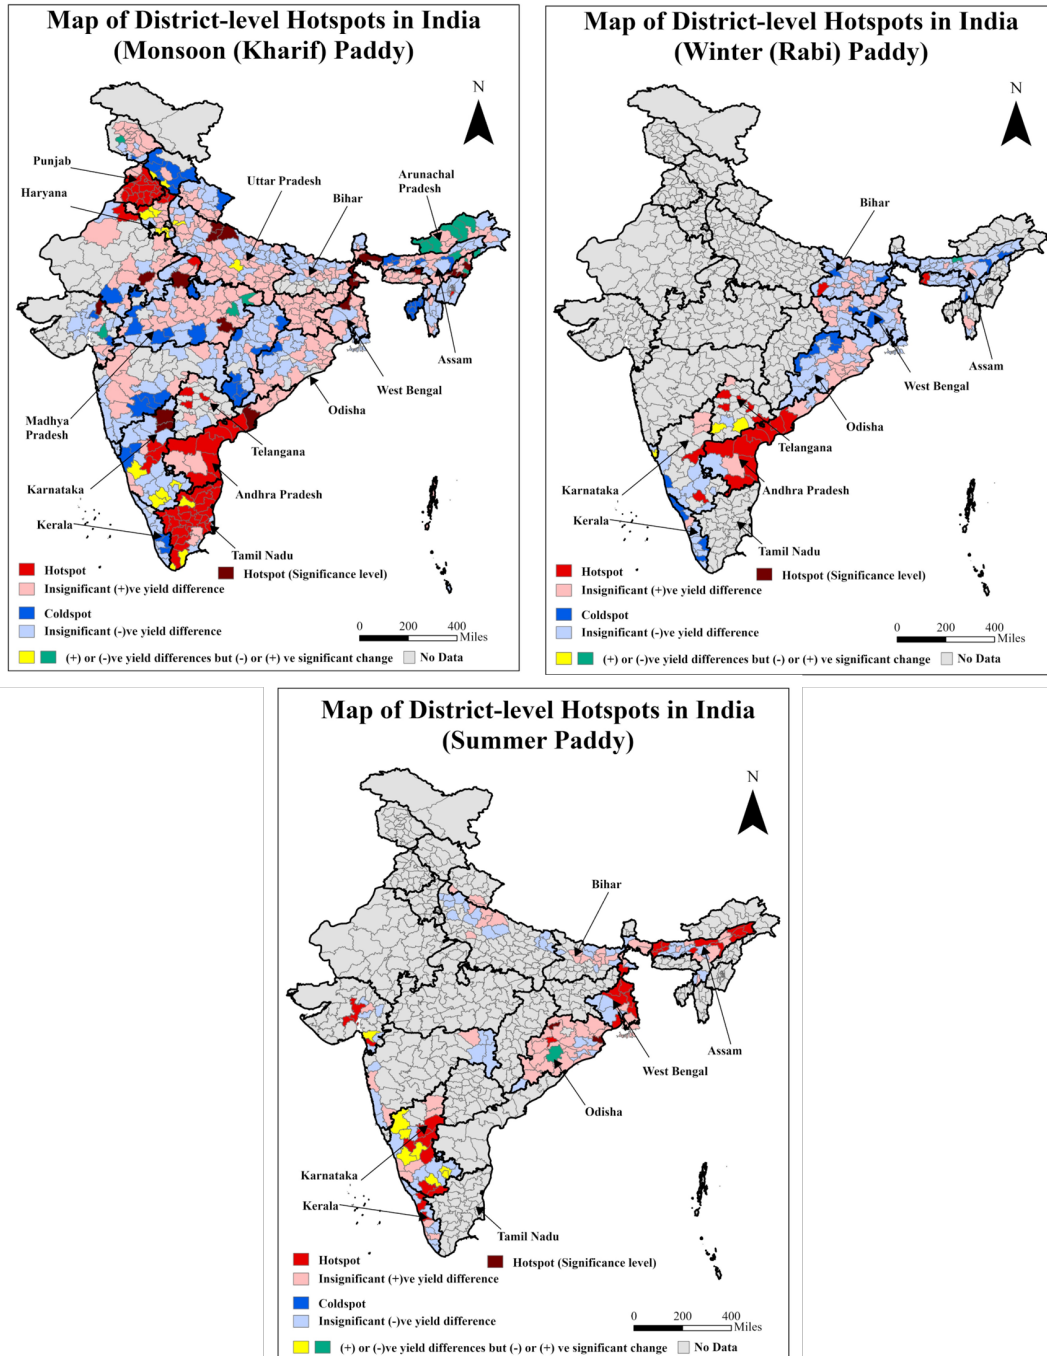 Map of District-level Hotspots in India
(Monsoon (Kharif) Paddy)
N
Punjab
Haryana
Uttar Pradesh
Bihar
Arunachal
Pradesh
Assam
West Bengal
Odisha
Madhya
Pradesh
Telangana
Karnataka
Andhra Pradesh
Kerala
Tamil Nadu
Hotspot
Hotspot (Significance level)
Insignificant (+)ve yield difference
Coldspot
Insignificant (-)ve yield difference
0 200 400
Miles
(+) or (-)ve yield differences but (-) or (+) ve significant change
No Data
Map of District-level Hotspots in India
(Winter (Rabi) Paddy)
N
Bihar
Assam
West Bengal
Odisha
Telangana
Karnataka
Andhra Pradesh
Kerala
Tamil Nadu
Hotspot
Hotspot (Significance level)
Insignificant (+)ve yield difference
Coldspot
Insignificant (-)ve yield difference
0 200 400
Miles
(+) or (-)ve yield differences but (-) or (+) ve significant change
No Data
Map of District-level Hotspots in India
(Summer Paddy)
N
Bihar
Assam
West Bengal
Odisha
Karnataka
Kerala
Tamil Nadu
Hotspot
Hotspot (Significance level)
Insignificant (+)ve yield difference
Coldspot
Insignificant (-)ve yield difference
0 200 400
Miles
(+) or (-)ve yield differences but (-) or (+) ve significant change
No Data